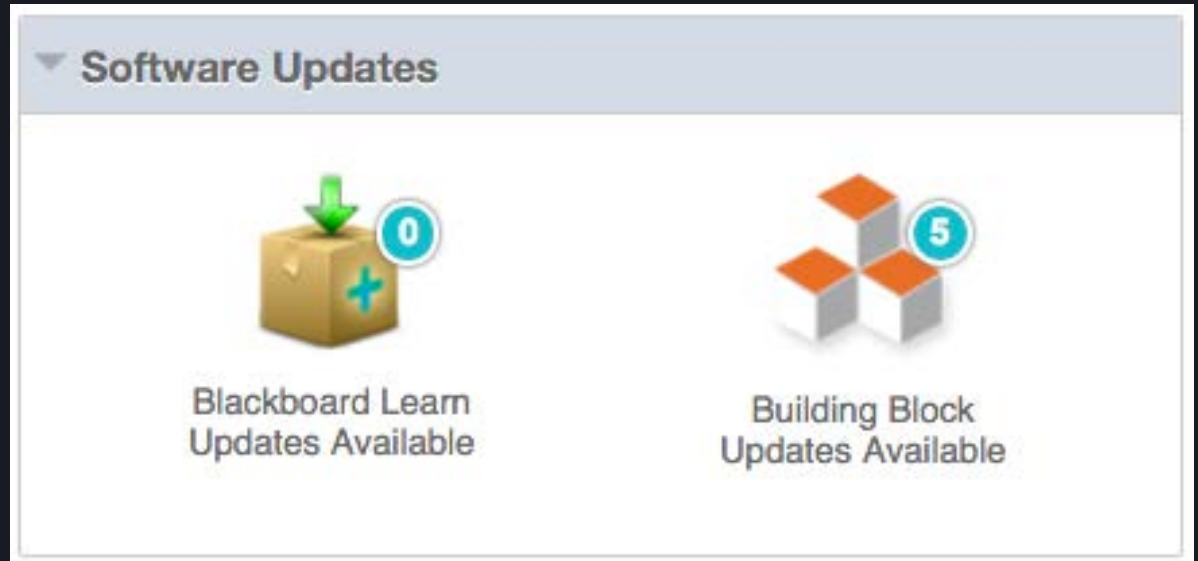 Software Updates
0
5
Blackboard Learn
Updates Available
Building Block
Updates Available